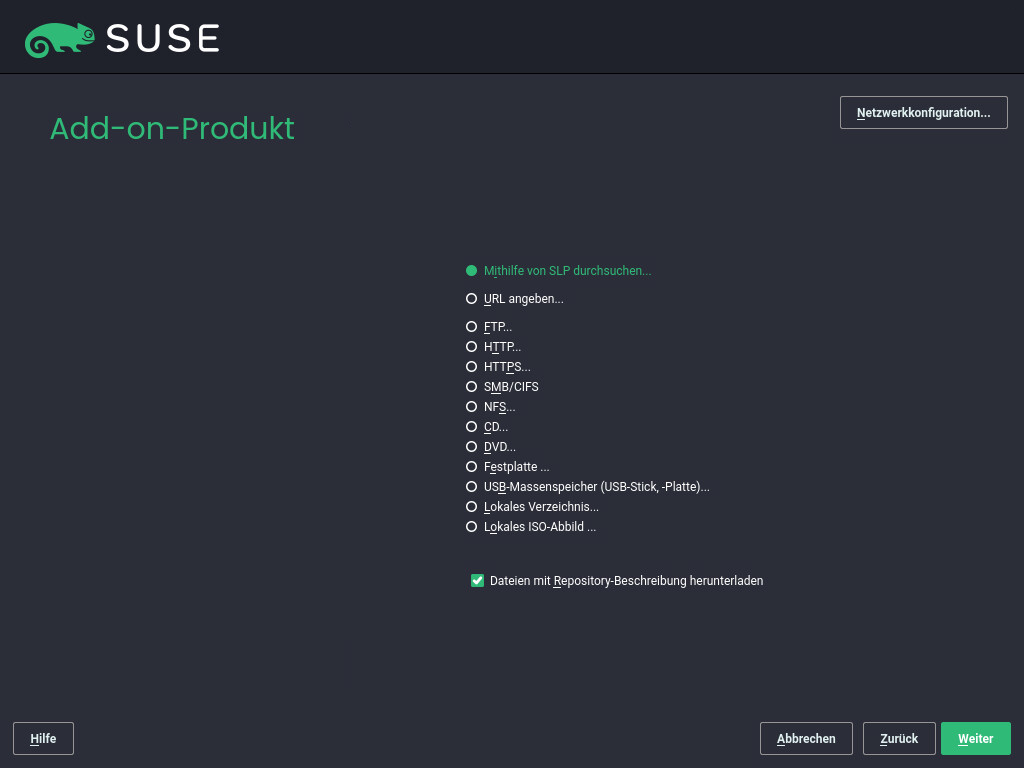 SUSE
Add-on-Produkt
Netzwerkkonfiguration...
Mithilfe von SLP durchsuchen...
URL angeben...
FTP...
HTTP...
HTTPS...
SMB/CIFS
NFS...
CD...
DVD...
Festplatte ...
USB-Massenspeicher (USB-Stick, -Platte)...
Lokales Verzeichnis...
Lokales ISO-Abbild ...
Dateien mit Repository-Beschreibung herunterladen
Hilfe
Abbrechen
Zurück
Weiter